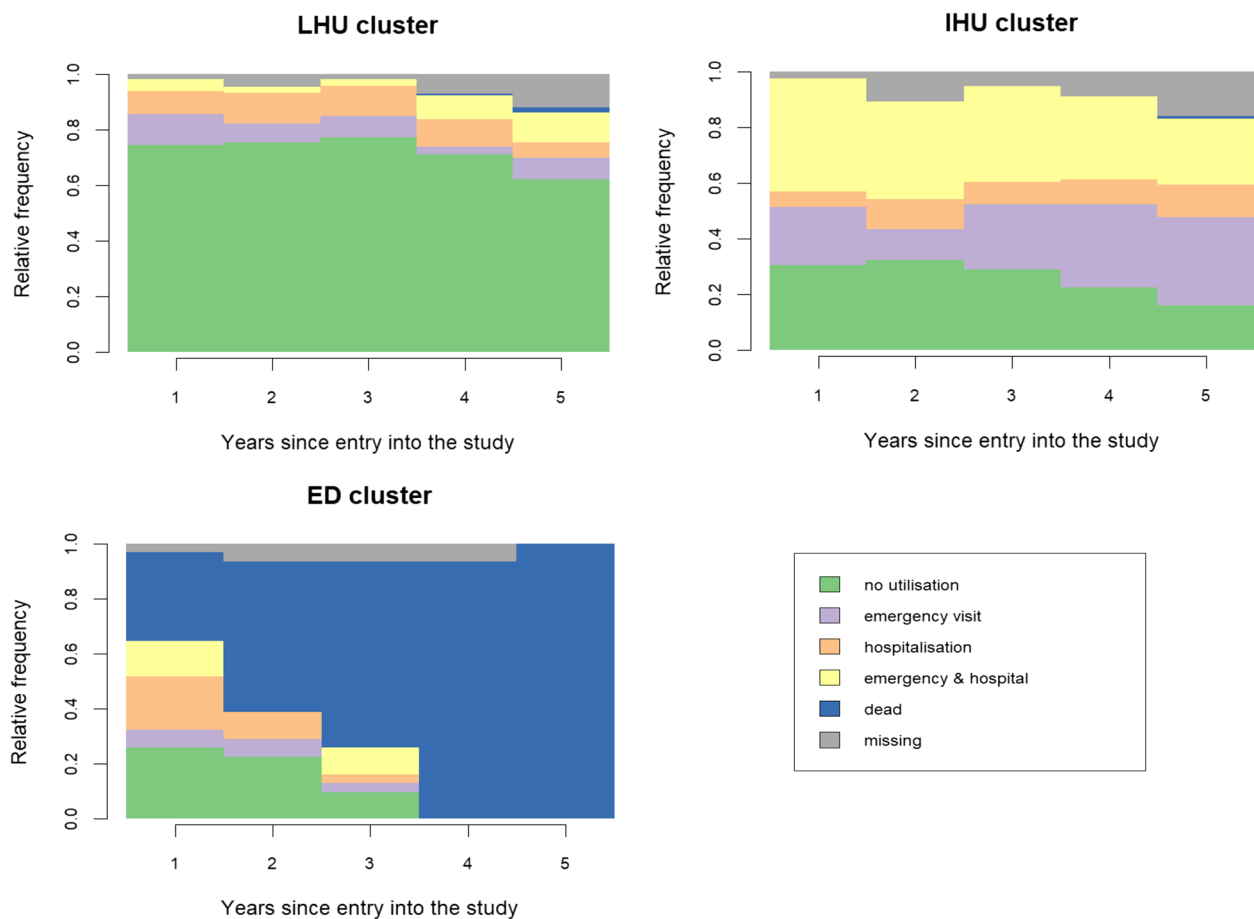 LHU cluster
Relative frequency
0.0 0.2 0.4 0.6 0.8 1.0
1 2 3 4 5
Years since entry into the study
IHU cluster
Relative frequency
0.0 0.2 0.4 0.6 0.8 1.0
1 2 3 4 5
Years since entry into the study
ED cluster
Relative frequency
0.0 0.2 0.4 0.6 0.8 1.0
1 2 3 4 5
Years since entry into the study
no utilisation
emergency visit
hospitalisation
emergency & hospital
dead
missing